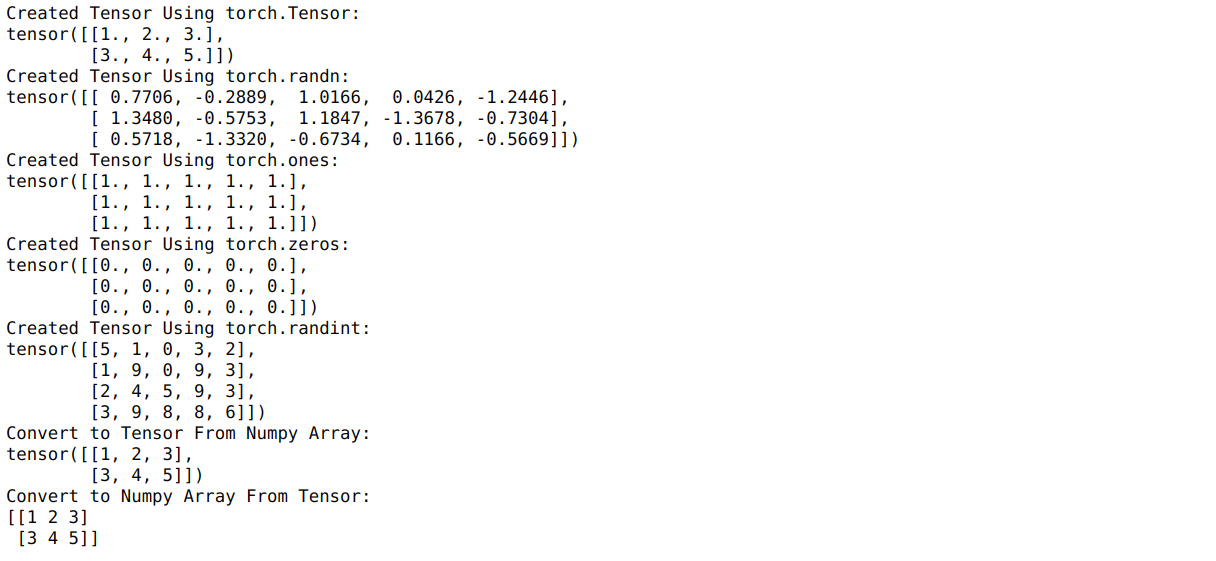 Created Tensor Using torch.Tensor:
tensor([[1., 2., 3.],
        [3., 4., 5.]])
Created Tensor Using torch.randn:
tensor([[ 0.7706, -0.2889,  1.0166,  0.0426, -1.2446],
        [ 1.3480, -0.5753,  1.1847, -1.3678, -0.7304],
        [ 0.5718, -1.3320, -0.6734,  0.1166, -0.5669]])
Created Tensor Using torch.ones:
tensor([[1., 1., 1., 1., 1.],
        [1., 1., 1., 1., 1.],
        [1., 1., 1., 1., 1.]])
Created Tensor Using torch.zeros:
tensor([[0., 0., 0., 0., 0.],
        [0., 0., 0., 0., 0.],
        [0., 0., 0., 0., 0.]])
Created Tensor Using torch.randint:
tensor([[5, 1, 0, 3, 2],
        [1, 9, 0, 9, 3],
        [2, 4, 5, 9, 3],
        [3, 9, 8, 8, 6]])
Convert to Tensor From Numpy Array:
tensor([[1, 2, 3],
        [3, 4, 5]])
Convert to Numpy Array From Tensor:
[[1 2 3]
 [3 4 5]]